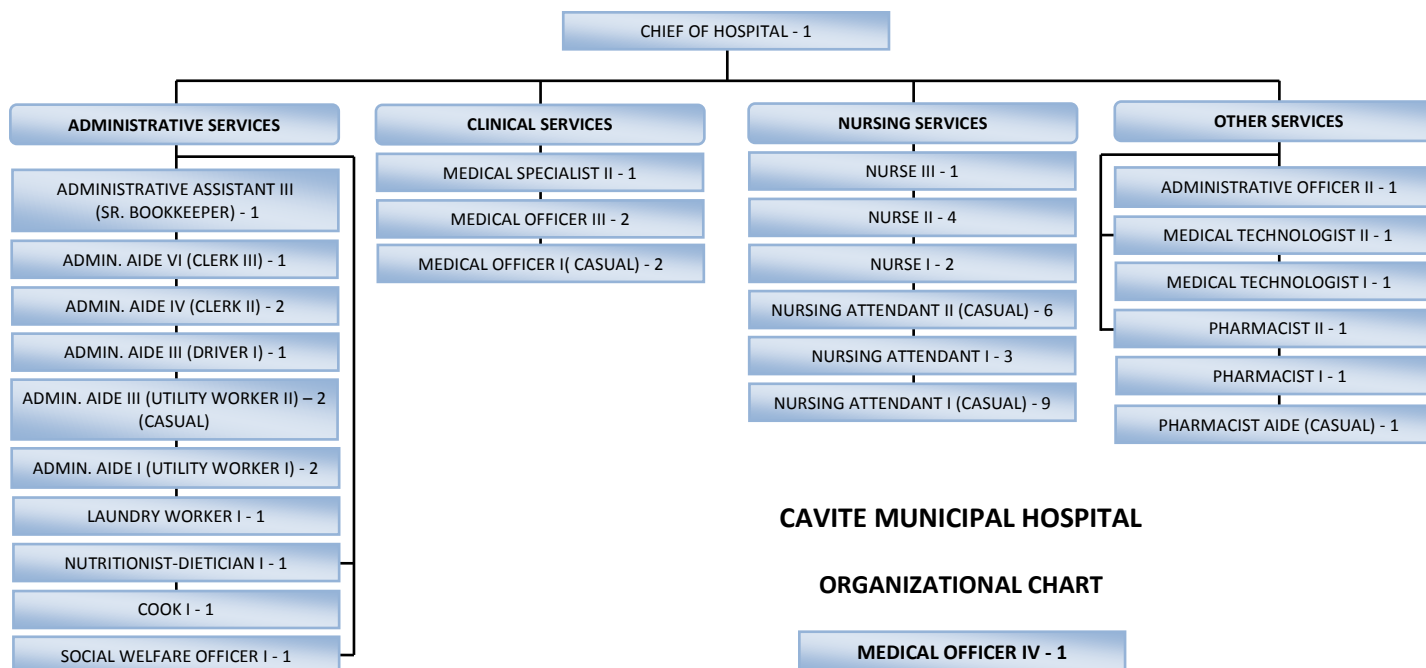 CHIEF OF HOSPITAL - 1
ADMINISTRATIVE SERVICES
ADMINISTRATIVE ASSISTANT III
(SR. BOOKKEEPER) - 1
ADMIN. AIDE VI (CLERK III) - 1
ADMIN. AIDE IV (CLERK II) - 2
ADMIN. AIDE III (DRIVER I) - 1
ADMIN. AIDE III (UTILITY WORKER II) – 2
(CASUAL)
ADMIN. AIDE I (UTILITY WORKER I) - 2
LAUNDRY WORKER I - 1
NUTRITIONIST-DIETICIAN I - 1
COOK I - 1
SOCIAL WELFARE OFFICER I - 1
CLINICAL SERVICES
MEDICAL SPECIALIST II - 1
MEDICAL OFFICER III - 2
MEDICAL OFFICER I( CASUAL) - 2
NURSING SERVICES
NURSE III - 1
NURSE II - 4
NURSE I - 2
NURSING ATTENDANT II (CASUAL) - 6
NURSING ATTENDANT I - 3
NURSING ATTENDANT I (CASUAL) - 9
OTHER SERVICES
ADMINISTRATIVE OFFICER II - 1
MEDICAL TECHNOLOGIST II - 1
MEDICAL TECHNOLOGIST I - 1
PHARMACIST II - 1
PHARMACIST I - 1
PHARMACIST AIDE (CASUAL) - 1
CAVITE MUNICIPAL HOSPITAL
ORGANIZATIONAL CHART
MEDICAL OFFICER IV - 1